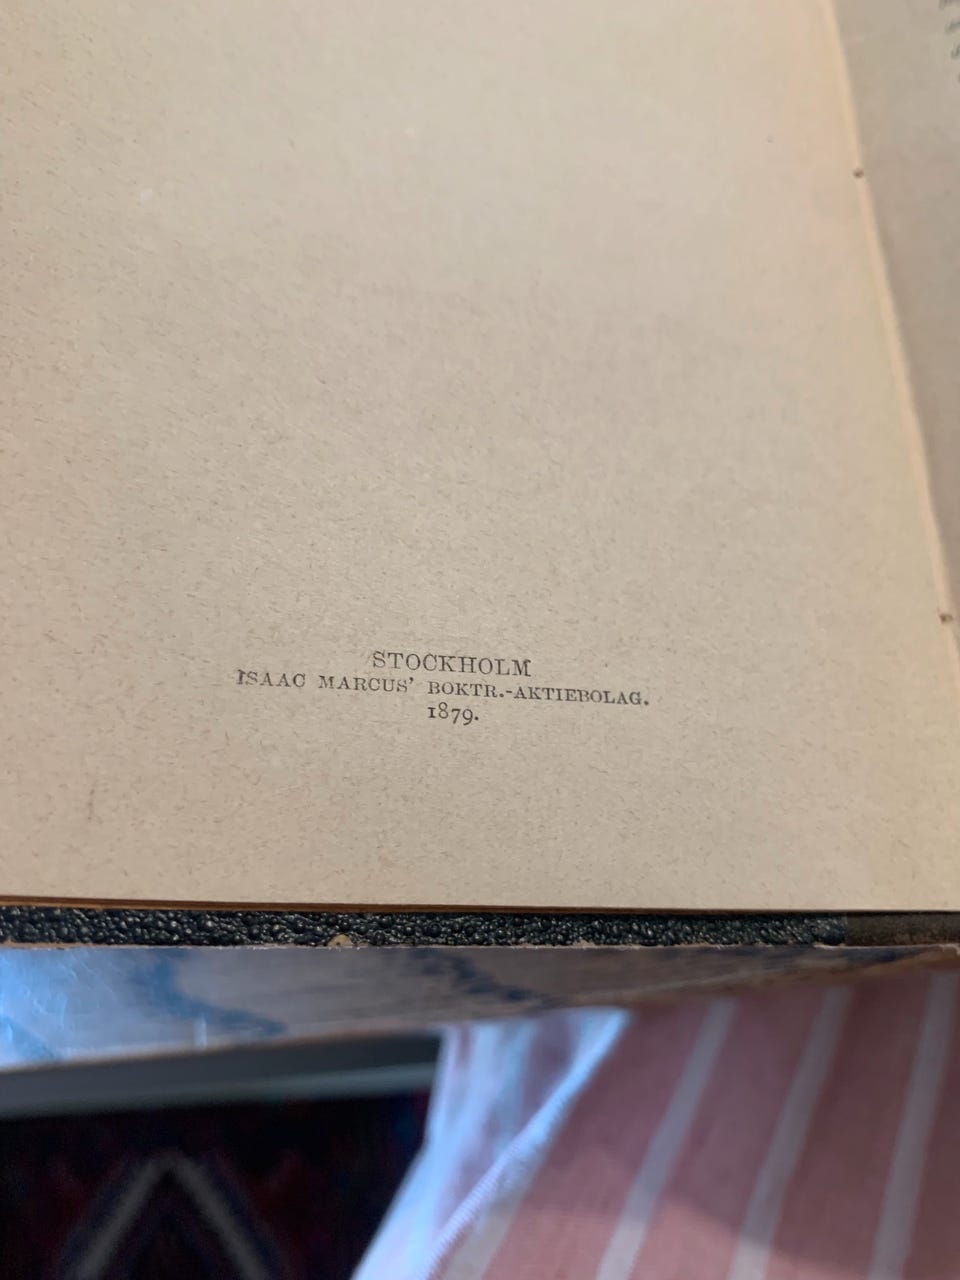 STOCKHOLM
ISAAC MARCUS' BOKTR.-AKTIEBOLAG.
1879.